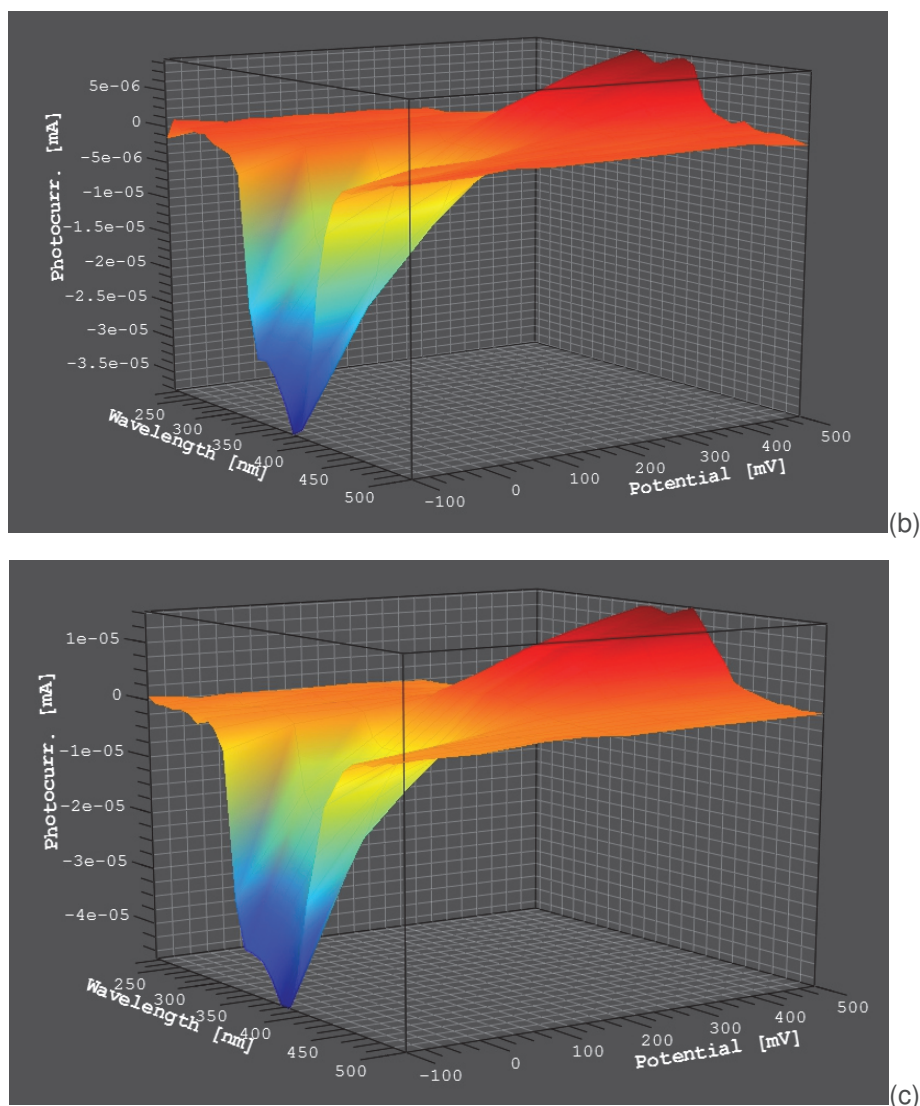 5e-06
0
-5e-06
-1e-05
-1.5e-05
-2e-05
-2.5e-05
-3e-05
-3.5e-05
Photocurr. [mA]
250
300
350
400
450
500
Wavelength [nm]
-100
0
100
200
300
400
500
Potential [mV]
(b)
1e-05
0
-1e-05
-2e-05
-3e-05
-4e-05
Photocurr. [mA]
250
300
350
400
450
500
Wavelength [nm]
-100
0
100
200
300
400
500
Potential [mV]
(c)